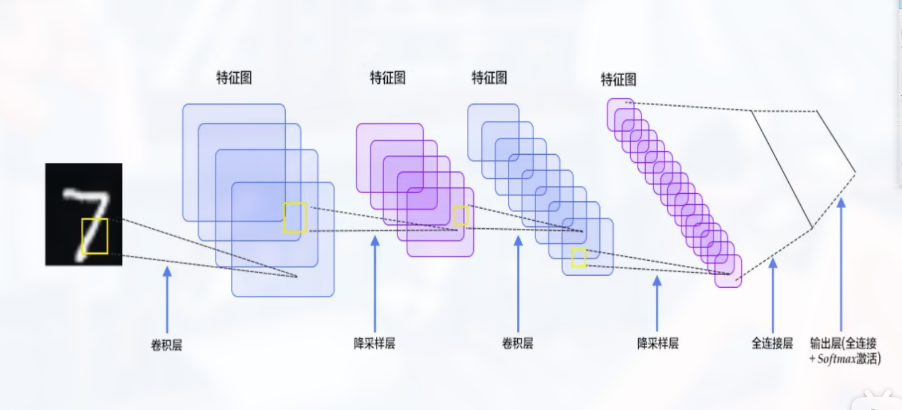 特征图
特征图
特征图
特征图
7
卷积层
降采样层
卷积层
降采样层
全连接层
输出层(全连接
+ Softmax激活)